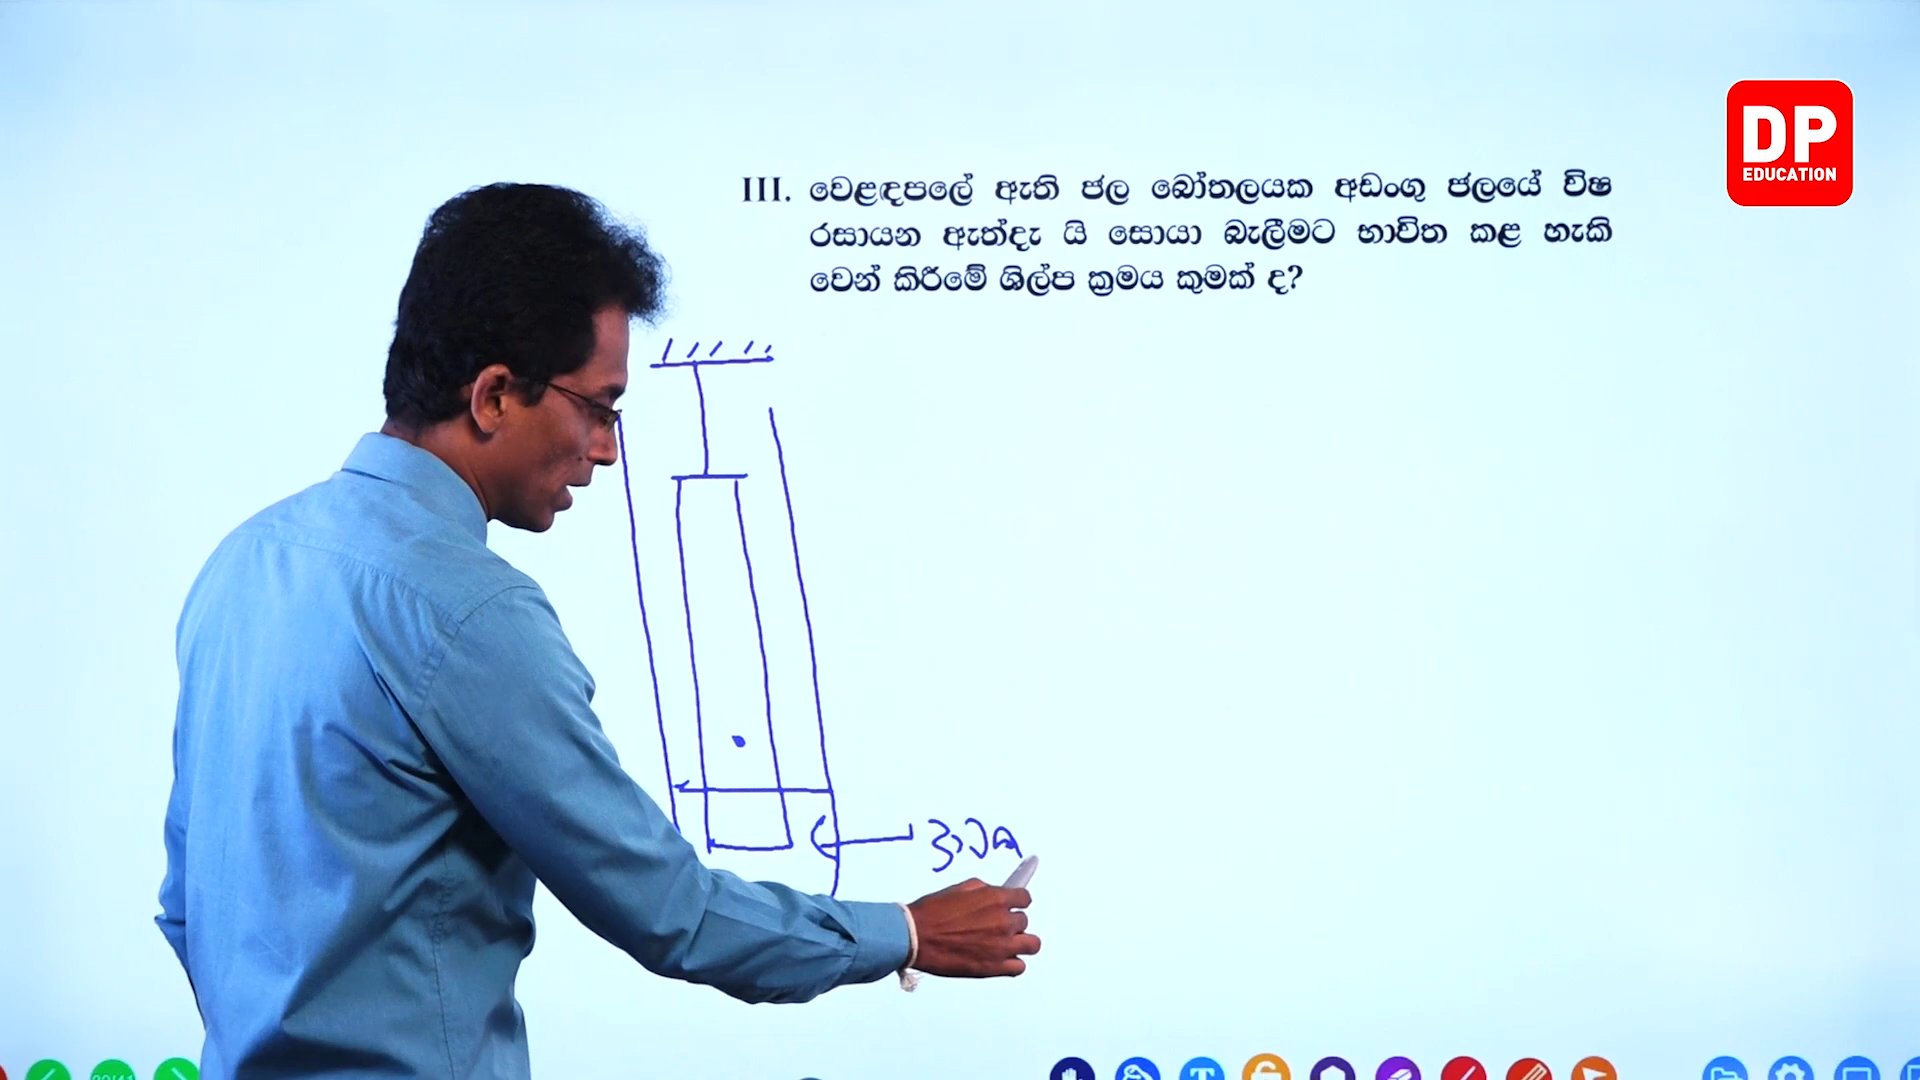 DP
EDUCATION
III. වෙළඳපලේ ඇති ජල බෝතලයක අඩංගු ජලයේ විෂ
රසායන ඇත්දැ යි සොයා බැලීමට භාවිත කළ හැකි
වෙන් කිරීමේ ශිල්ප ක්‍රමය කුමක් ද?